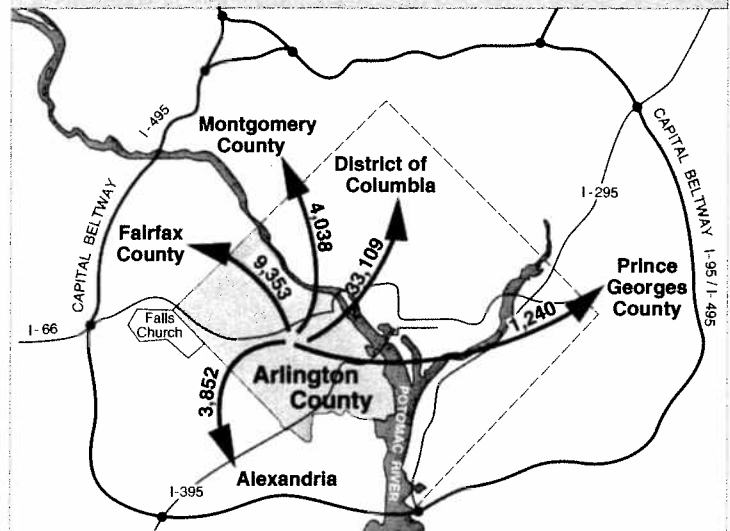 I-495
Montgomery
County
District of
Columbia
CAPITAL BELTWAY
I-95 / I-495
I-295
CAPITAL BELTWAY
Fairfax
County
9,353
4,038
33,109
Prince
Georges
County
1,240
I-66
Falls
Church
Arlington
County
3,852
POTOMAC RIVER
Alexandria
I-395